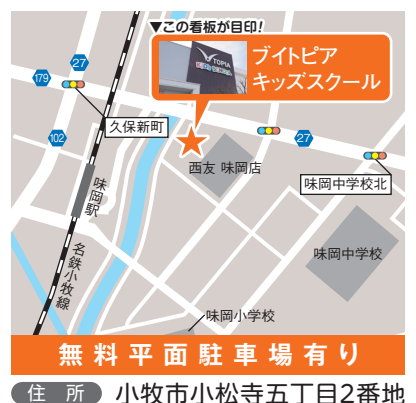 ▼この看板が目印!
V TOPIA
KIDS SCHOOL
ブイトピア
キッズスクール
179
27
久保新町
102
27
西友 味岡店
味岡中学校北
味岡駅
名鉄小牧線
味岡中学校
味岡小学校
無料平面駐車場有り
住 所 小牧市小松寺五丁目2番地